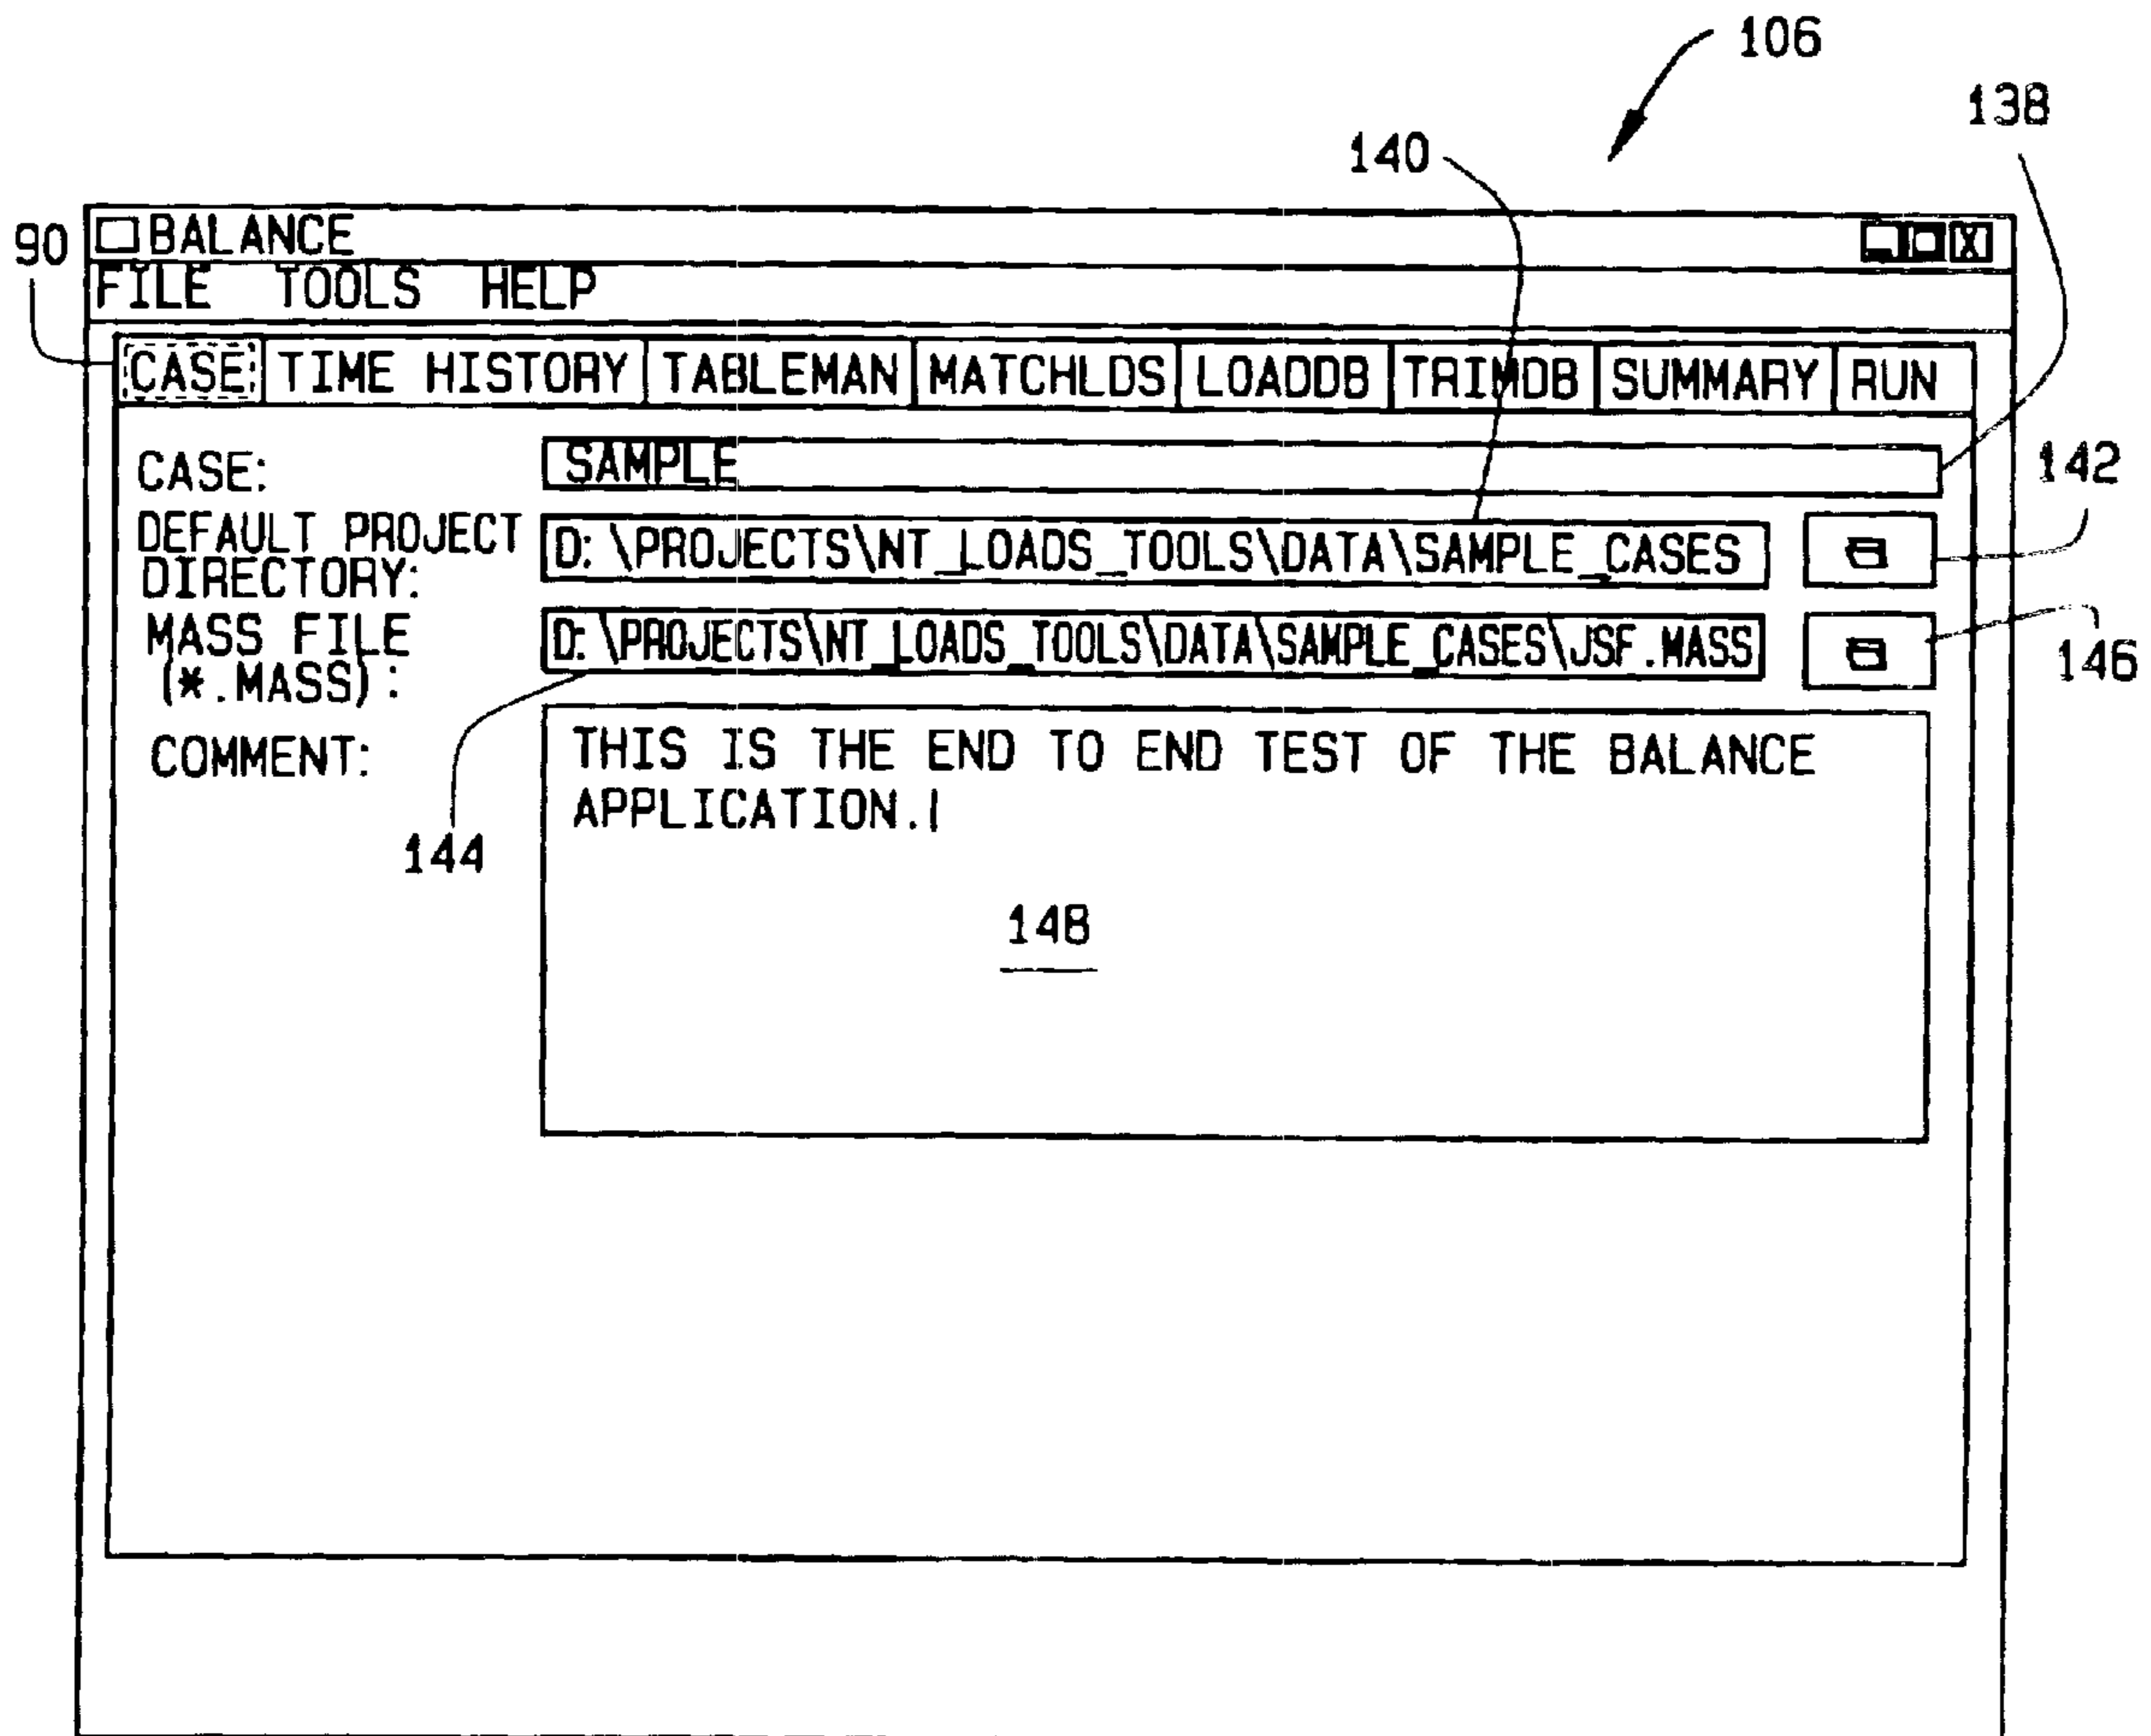 106
138
140
90
BALANCE
FILE TOOLS HELP
CASE TIME HISTORY TABLEMAN MATCHLDS LOADDB TRIMDB SUMMARY RUN
CASE: SAMPLE
142
DEFAULT PROJECT
DIRECTORY:
D:\PROJECTS\NT_LOADS_TOOLS\DATA\SAMPLE_CASES
MASS FILE
(*.MASS):
D:\PROJECTS\NT_LOADS_TOOLS\DATA\SAMPLE_CASES\JSF.MASS
146
COMMENT:
THIS IS THE END TO END TEST OF THE BALANCE
APPLICATION.
144
148